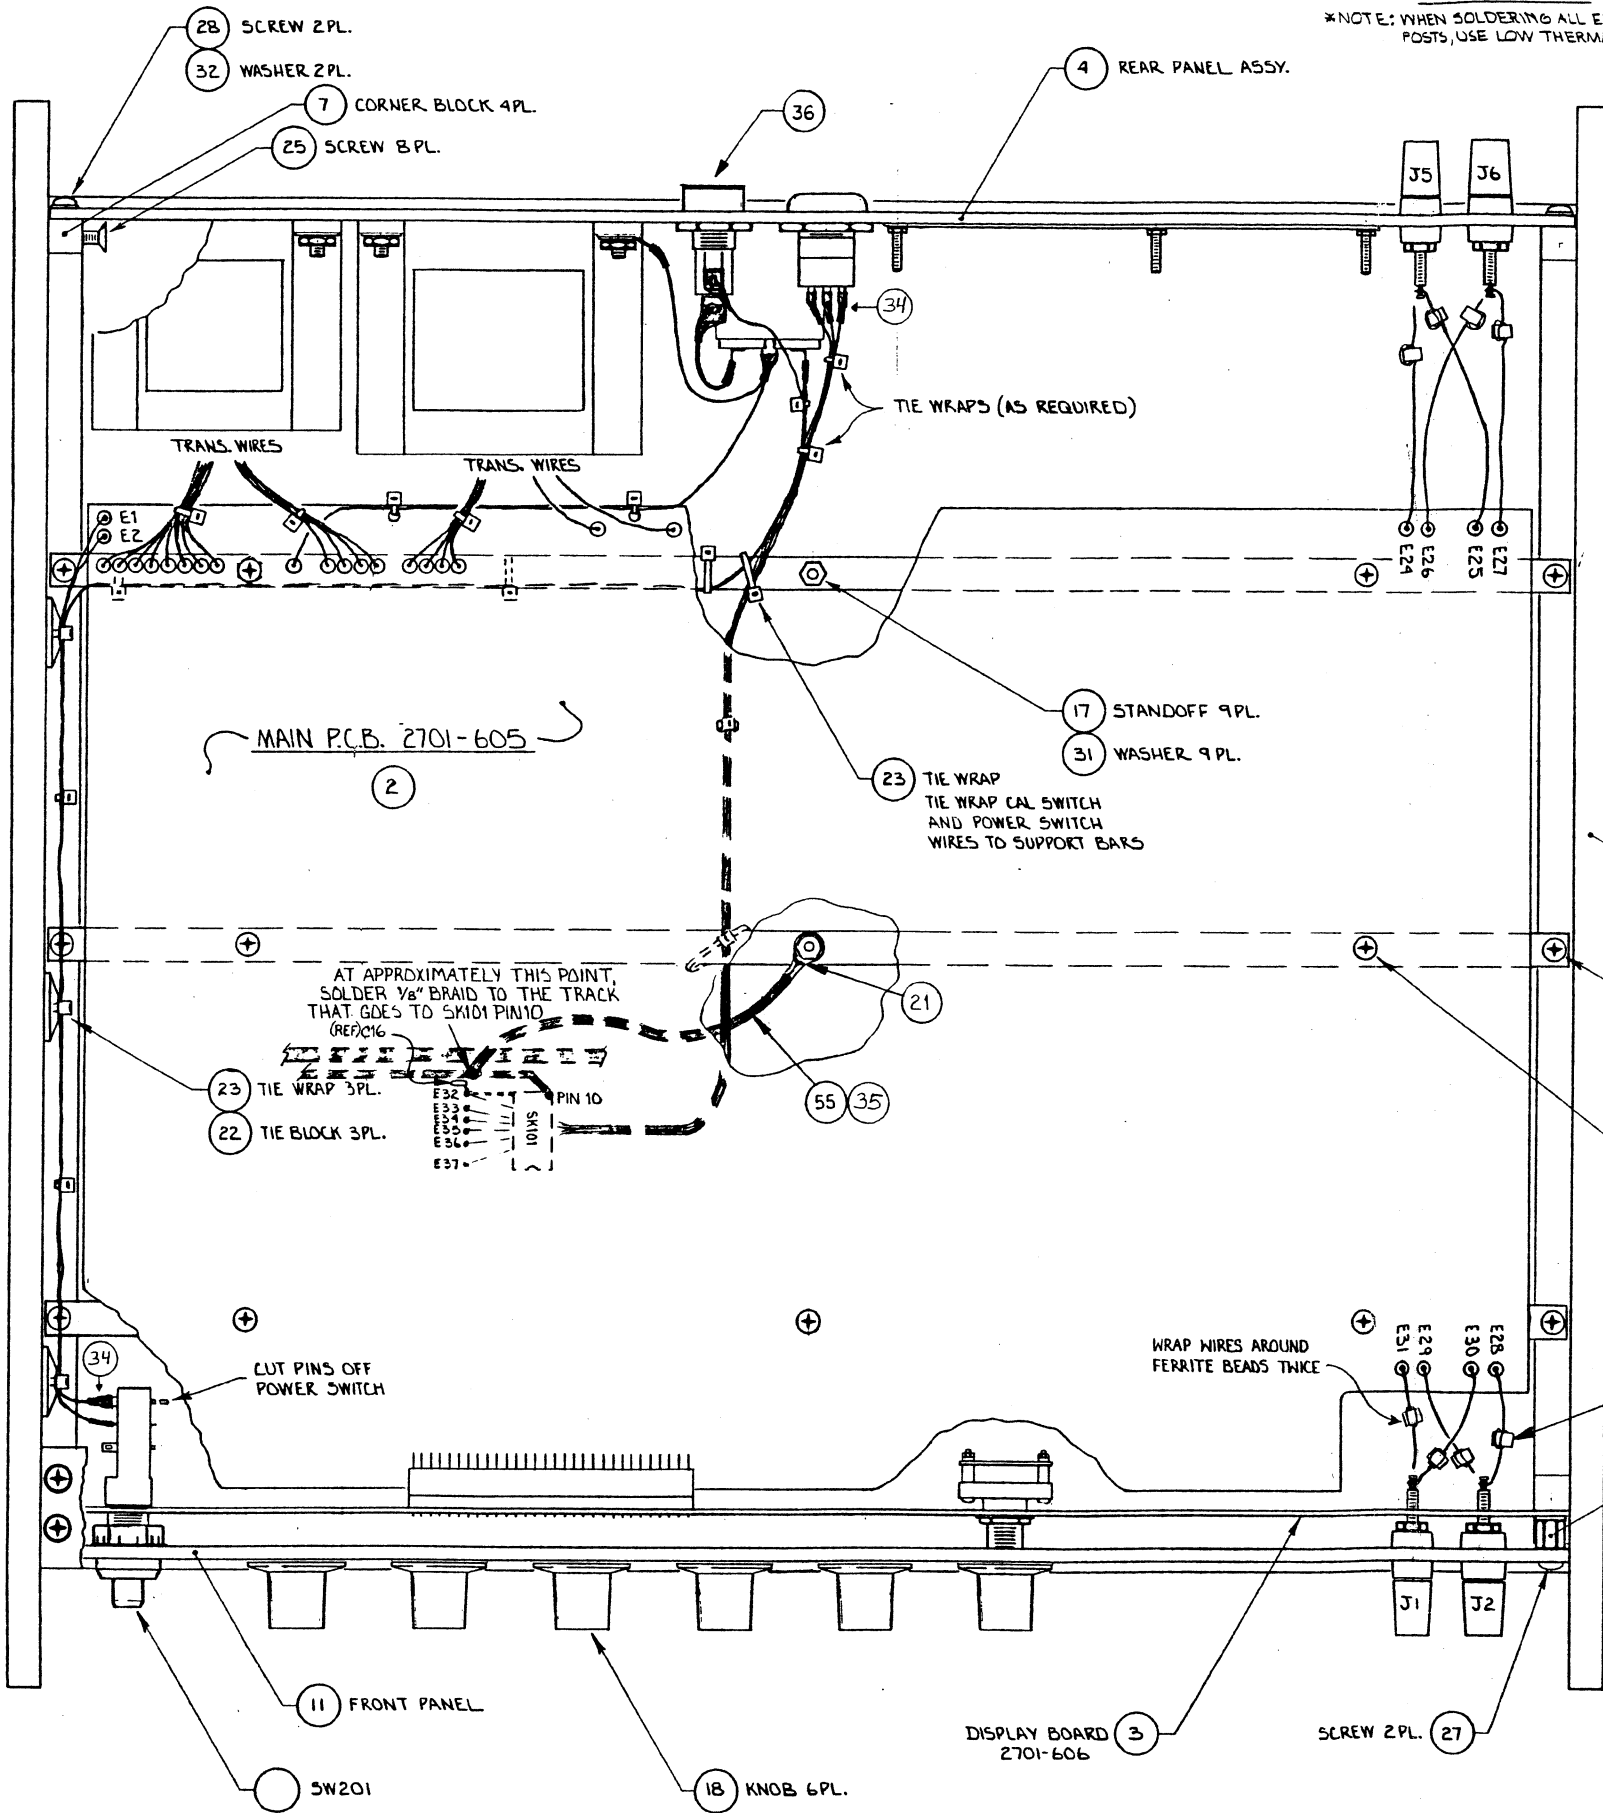 *NOTE: WHEN SOLDERING ALL E
POSTS, USE LOW THERMA
28 SCREW 2PL.
32 WASHER 2PL.
7 CORNER BLOCK 4PL.
25 SCREW 8PL.
36
4 REAR PANEL ASSY.
J5 J6
34
TIE WRAPS (AS REQUIRED)
TRANS. WIRES
TRANS. WIRES
E1
E2
E24 E26 E25 E27
MAIN P.C.B. 2701-605
2
17 STANDOFF 9PL.
31 WASHER 9PL.
23 TIE WRAP
TIE WRAP CAL SWITCH
AND POWER SWITCH
WIRES TO SUPPORT BARS
AT APPROXIMATELY THIS POINT,
SOLDER 1/8" BRAID TO THE TRACK
THAT GOES TO SK101 PIN10
(REF)C16
21
23 TIE WRAP 3PL.
22 TIE BLOCK 3PL.
E32
E33
E34
E35
E36
E37
PIN 10
SK101
55 35
34
CUT PINS OFF
POWER SWITCH
WRAP WIRES AROUND
FERRITE BEADS TWICE
E31 E29 E30 E28
J1 J2
11 FRONT PANEL
SW201
18 KNOB 6PL.
DISPLAY BOARD 3
2701-606
SCREW 2PL. 27